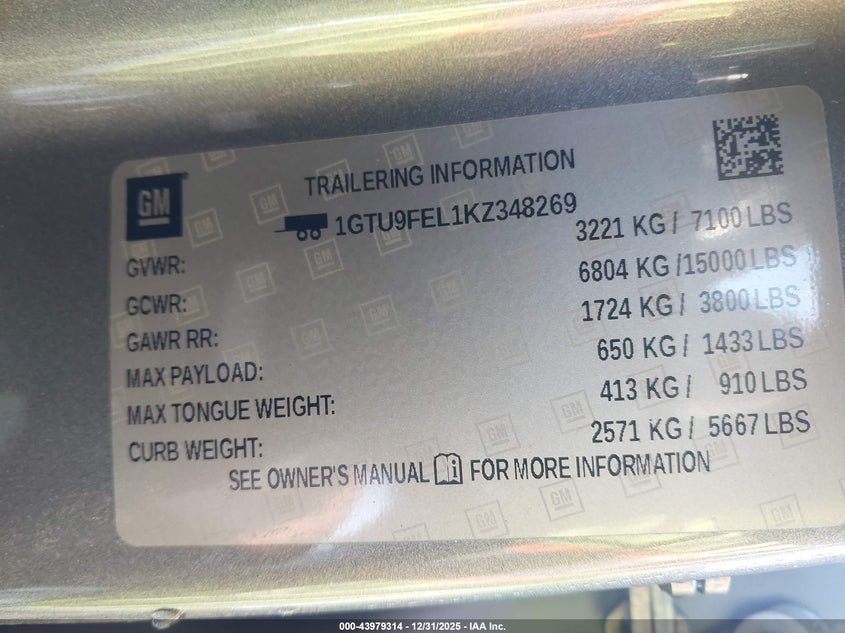 GM
TRAILERING INFORMATION
1GTU9FEL1KZ348269
GVWR: 3221 KG / 7100 LBS
GCWR: 6804 KG /15000 LBS
GAWR RR: 1724 KG / 3800 LBS
MAX PAYLOAD: 650 KG / 1433 LBS
MAX TONGUE WEIGHT: 413 KG / 910 LBS
CURB WEIGHT: 2571 KG / 5667 LBS
SEE OWNER'S MANUAL FOR MORE INFORMATION
000-43979314 - 12/31/2025 - IAA Inc.